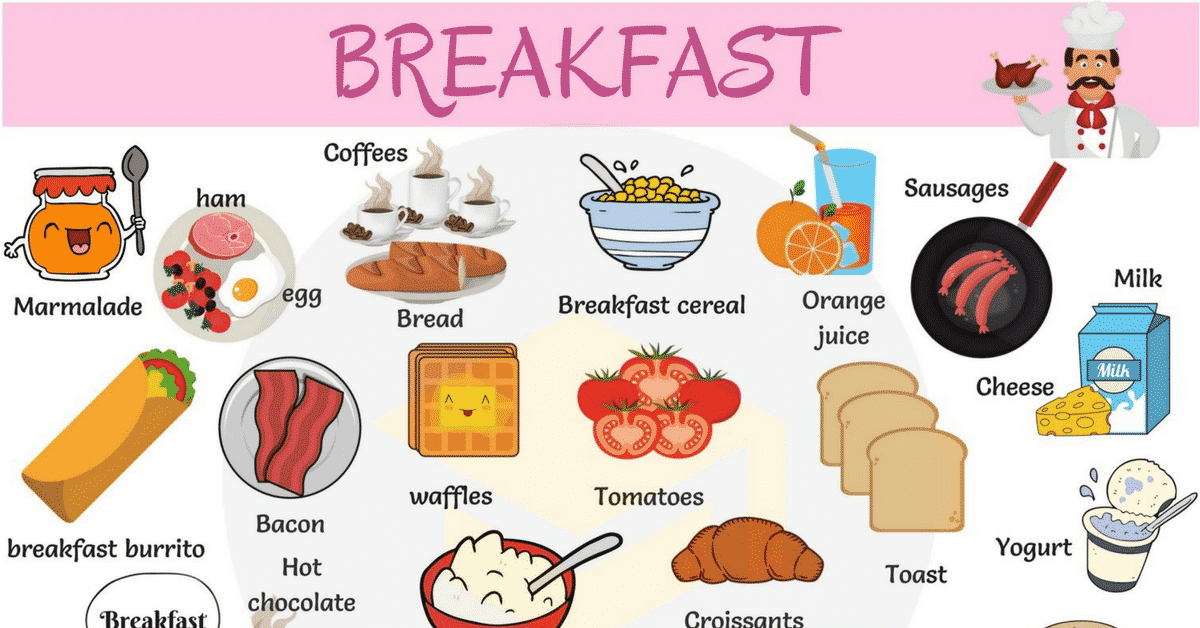 BREAKFAST
Coffees
ham
Sausages
Milk
egg
Marmalade
Bread
Breakfast cereal
Orange
juice
Milk
Cheese
waffles
Tomatoes
Bacon
breakfast burrito
Yogurt
Hot
chocolate
Toast
Breakfast
Croissants